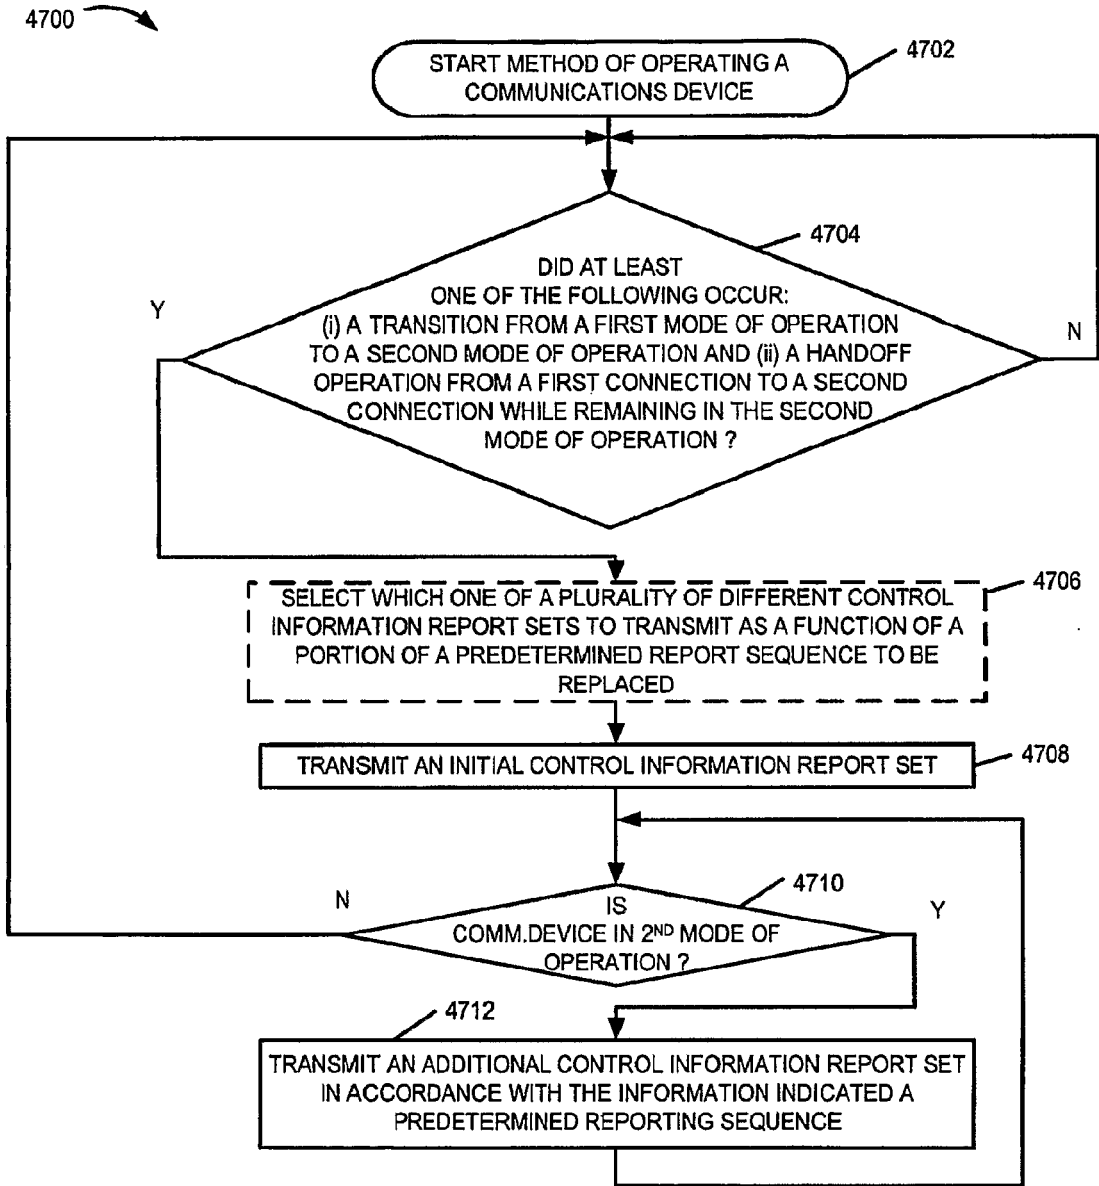 4700
START METHOD OF OPERATING A
COMMUNICATIONS DEVICE
4702
4704
DID AT LEAST
ONE OF THE FOLLOWING OCCUR:
(i) A TRANSITION FROM A FIRST MODE OF OPERATION
TO A SECOND MODE OF OPERATION AND (ii) A HANDOFF
OPERATION FROM A FIRST CONNECTION TO A SECOND
CONNECTION WHILE REMAINING IN THE SECOND
MODE OF OPERATION ?
Y
N
4706
SELECT WHICH ONE OF A PLURALITY OF DIFFERENT CONTROL
INFORMATION REPORT SETS TO TRANSMIT AS A FUNCTION OF A
PORTION OF A PREDETERMINED REPORT SEQUENCE TO BE
REPLACED
TRANSMIT AN INITIAL CONTROL INFORMATION REPORT SET
4708
4710
N
Y
IS
COMM.DEVICE IN 2ND MODE OF
OPERATION ?
4712
TRANSMIT AN ADDITIONAL CONTROL INFORMATION REPORT SET
IN ACCORDANCE WITH THE INFORMATION INDICATED A
PREDETERMINED REPORTING SEQUENCE